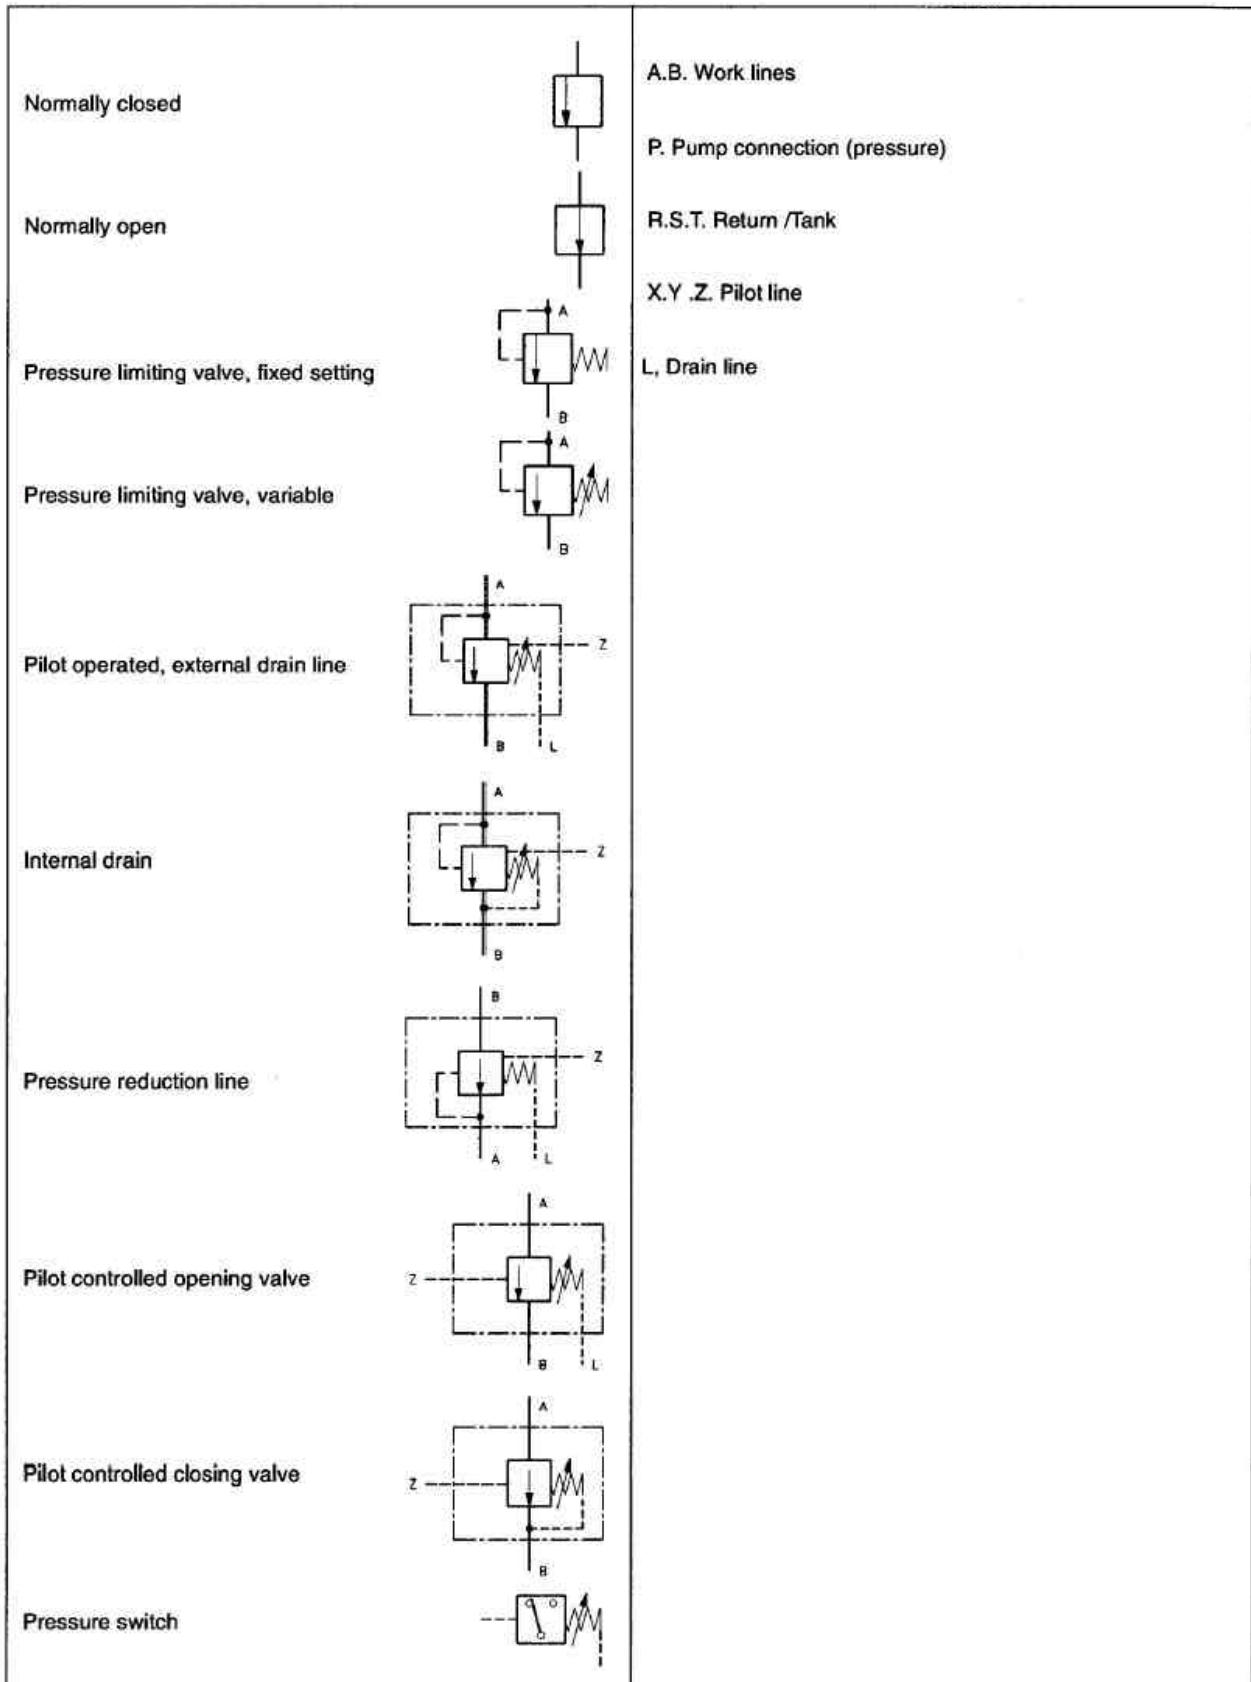 Normally closed
Normally open
A
Pressure limiting valve, fixed setting
B
A
Pressure limiting valve, variable
B
A
Z
Pilot operated, external drain line
B L
A
Z
Internal drain
B
B
Z
Pressure reduction line
A L
A
Pilot controlled opening valve
Z
B L
A
Pilot controlled closing valve
Z
B
Pressure switch
A.B. Work lines
P. Pump connection (pressure)
R.S.T. Return /Tank
X.Y .Z. Pilot line
L, Drain line